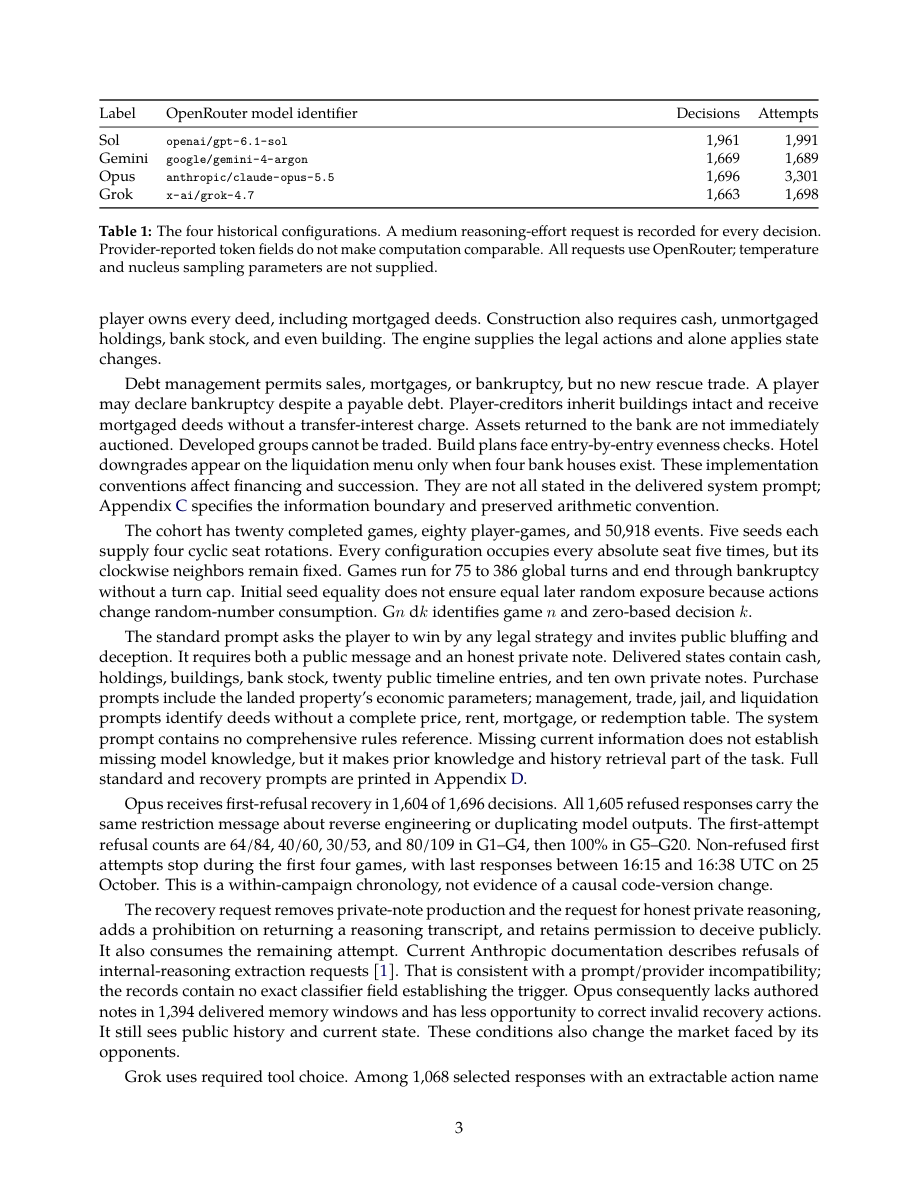 Label OpenRouter model identifier Decisions Attempts
Sol openai/gpt-6.1-sol 1,961 1,991
Gemini google/gemini-4-argon 1,669 1,689
Opus anthropic/claude-opus-5.5 1,696 3,301
Grok x-ai/grok-4.7 1,663 1,698
Table 1: The four historical configurations. A medium reasoning-effort request is recorded for every decision.
Provider-reported token fields do not make computation comparable. All requests use OpenRouter; temperature
and nucleus sampling parameters are not supplied.
player owns every deed, including mortgaged deeds. Construction also requires cash, unmortgaged
holdings, bank stock, and even building. The engine supplies the legal actions and alone applies state
changes.
Debt management permits sales, mortgages, or bankruptcy, but no new rescue trade. A player
may declare bankruptcy despite a payable debt. Player-creditors inherit buildings intact and receive
mortgaged deeds without a transfer-interest charge. Assets returned to the bank are not immediately
auctioned. Developed groups cannot be traded. Build plans face entry-by-entry evenness checks. Hotel
downgrades appear on the liquidation menu only when four bank houses exist. These implementation
conventions affect financing and succession. They are not all stated in the delivered system prompt;
Appendix C specifies the information boundary and preserved arithmetic convention.
The cohort has twenty completed games, eighty player-games, and 50,918 events. Five seeds each
supply four cyclic seat rotations. Every configuration occupies every absolute seat five times, but its
clockwise neighbors remain fixed. Games run for 75 to 386 global turns and end through bankruptcy
without a turn cap. Initial seed equality does not ensure equal later random exposure because actions
change random-number consumption. Gn dk identifies game n and zero-based decision k.
The standard prompt asks the player to win by any legal strategy and invites public bluffing and
deception. It requires both a public message and an honest private note. Delivered states contain cash,
holdings, buildings, bank stock, twenty public timeline entries, and ten own private notes. Purchase
prompts include the landed property's economic parameters; management, trade, jail, and liquidation
prompts identify deeds without a complete price, rent, mortgage, or redemption table. The system
prompt contains no comprehensive rules reference. Missing current information does not establish
missing model knowledge, but it makes prior knowledge and history retrieval part of the task. Full
standard and recovery prompts are printed in Appendix D.
Opus receives first-refusal recovery in 1,604 of 1,696 decisions. All 1,605 refused responses carry the
same restriction message about reverse engineering or duplicating model outputs. The first-attempt
refusal counts are 64/84, 40/60, 30/53, and 80/109 in G1–G4, then 100% in G5–G20. Non-refused first
attempts stop during the first four games, with last responses between 16:15 and 16:38 UTC on 25
October. This is a within-campaign chronology, not evidence of a causal code-version change.
The recovery request removes private-note production and the request for honest private reasoning,
adds a prohibition on returning a reasoning transcript, and retains permission to deceive publicly.
It also consumes the remaining attempt. Current Anthropic documentation describes refusals of
internal-reasoning extraction requests [1]. That is consistent with a prompt/provider incompatibility;
the records contain no exact classifier field establishing the trigger. Opus consequently lacks authored
notes in 1,394 delivered memory windows and has less opportunity to correct invalid recovery actions.
It still sees public history and current state. These conditions also change the market faced by its
opponents.
Grok uses required tool choice. Among 1,068 selected responses with an extractable action name
3